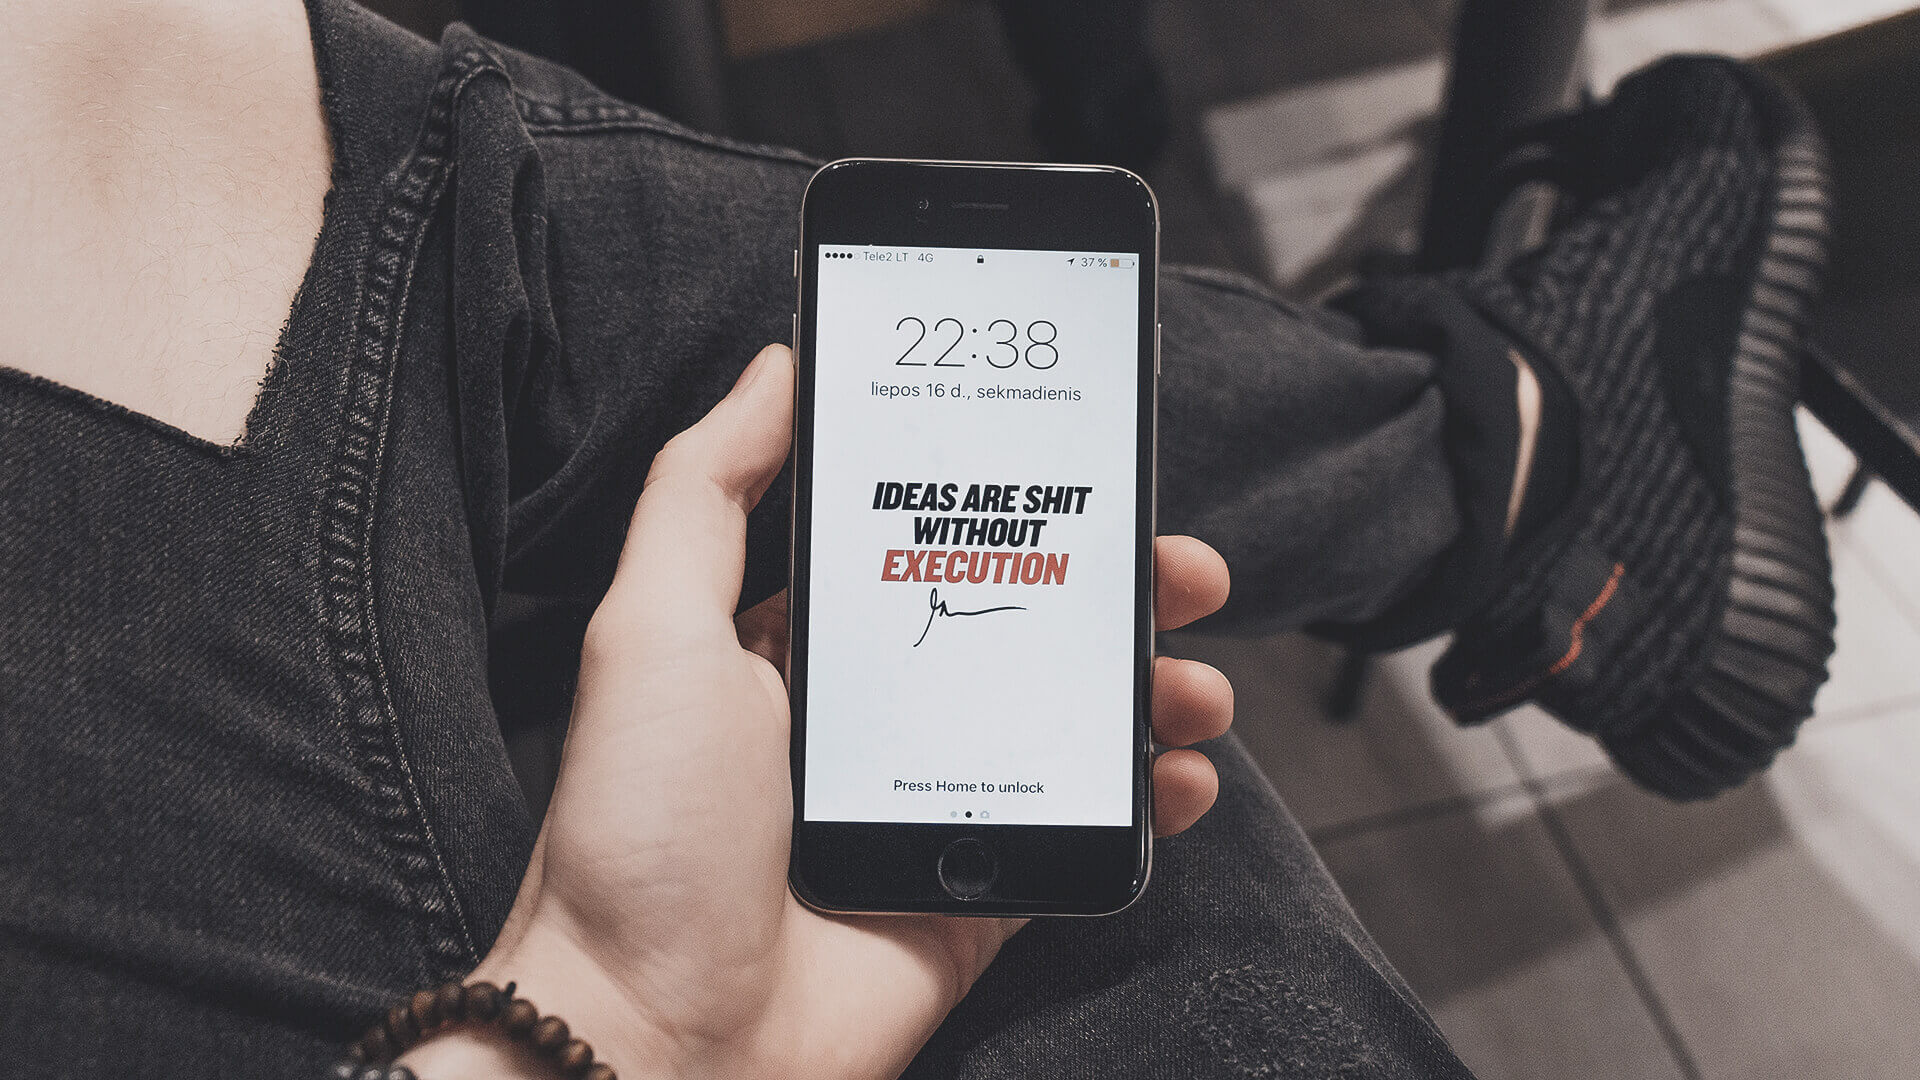 Tele2 LT 4G 37 %
22:38
liepos 16 d., sekmadienis
IDEAS ARE SHIT
WITHOUT
EXECUTION
Press Home to unlock